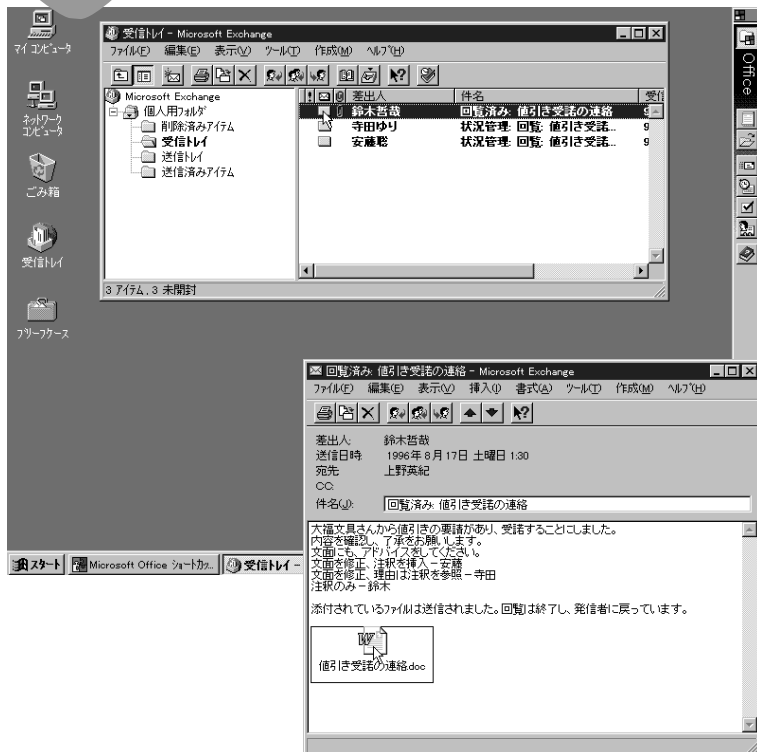 マイ コンピュータ
ネットワーク
コンピュータ
ごみ箱
受信トレイ
ブリーフケース
受信トレイ - Microsoft Exchange
ファイル(F) 編集(E) 表示(V) ツール(T) 作成(M) ヘルプ(H)
Microsoft Exchange
個人用フォルダ
削除済みアイテム
受信トレイ
送信トレイ
送信済みアイテム
! 差出人 件名 受信
鈴木哲哉 回覧済み: 値引き受諾の連絡 9
寺田ゆり 状況管理: 回覧: 値引き受諾... 9
安藤聡 状況管理: 回覧: 値引き受諾... 9
3 アイテム, 3 未開封
Office
回覧済み: 値引き受諾の連絡 - Microsoft Exchange
ファイル(F) 編集(E) 表示(V) 挿入(I) 書式(A) ツール(T) 作成(M) ヘルプ(H)
差出人: 鈴木哲哉
送信日時: 1996年 8月 17日 土曜日 1:30
宛先: 上野英紀
CC:
件名(J): 回覧済み: 値引き受諾の連絡
大福文具さんから値引きの要請があり、受諾することにしました。
内容を確認し、了承をお願いします。
文面にも、アドバイスをしてください。
文面を修正、注釈を挿入－安藤
文面を修正、理由は注釈を参照－寺田
注釈のみ－鈴木
添付されているファイルは送信されました。回覧は終了し、発信者に戻っています。
W
値引き受諾の連絡.doc
スタート Microsoft Office ショートカッ... 受信トレイ -